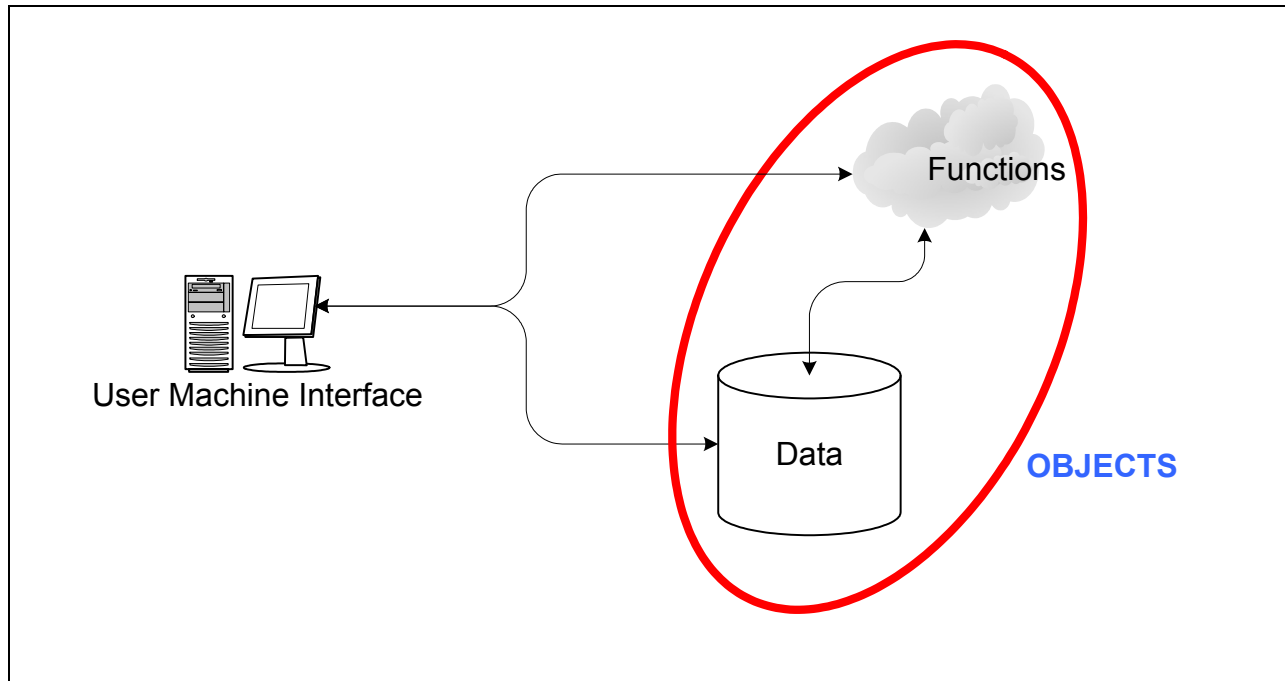 Functions
User Machine Interface
Data
OBJECTS